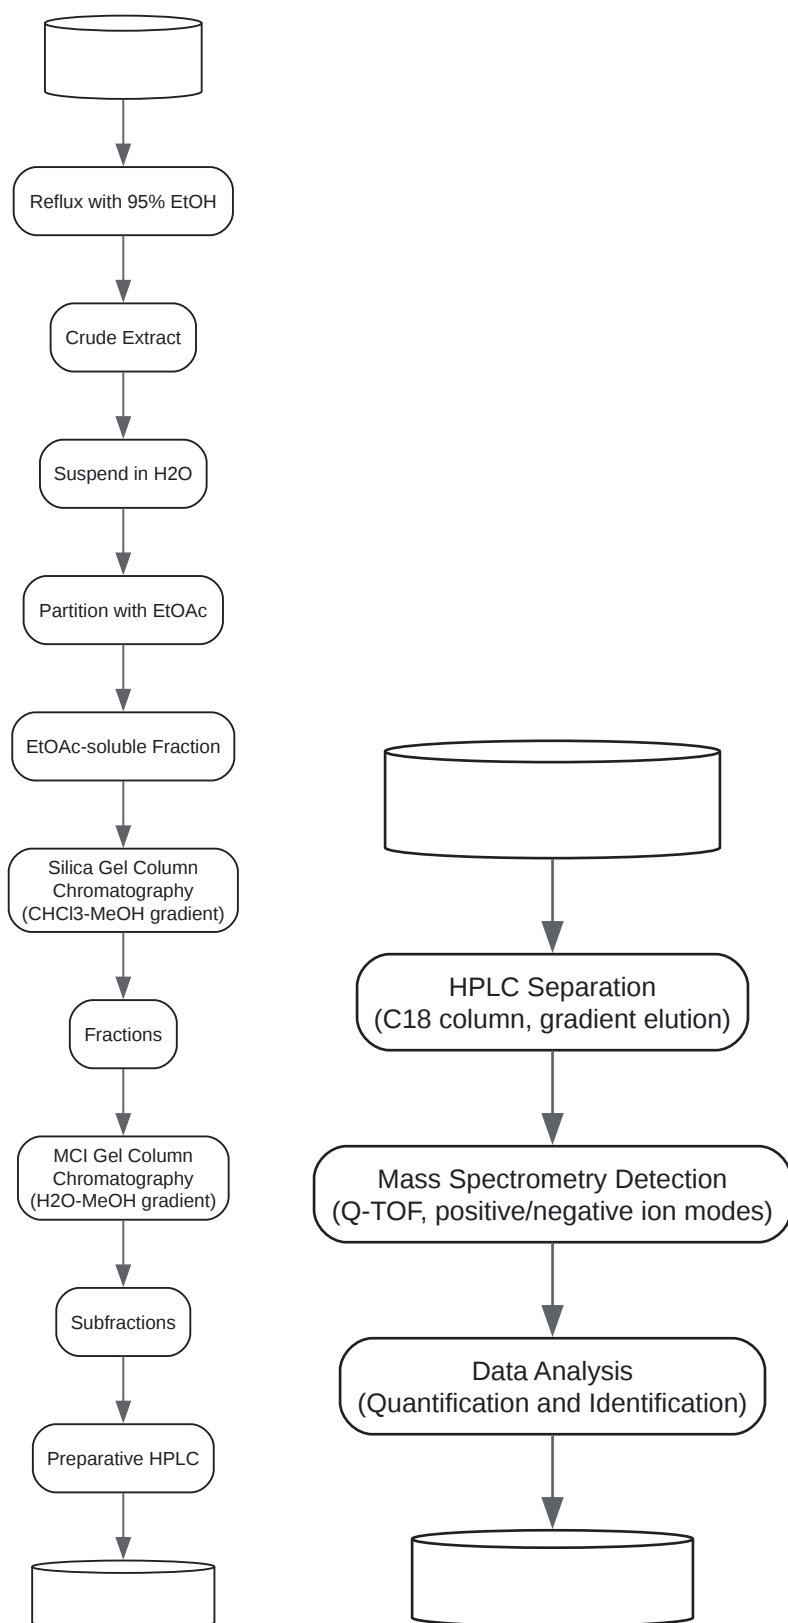 Reflux with 95% EtOH
Crude Extract
Suspend in H2O
Partition with EtOAc
EtOAc-soluble Fraction
Silica Gel Column
Chromatography
(CHCl3-MeOH gradient)
Fractions
MCI Gel Column
Chromatography
(H2O-MeOH gradient)
Subfractions
Preparative HPLC
HPLC Separation
(C18 column, gradient elution)
Mass Spectrometry Detection
(Q-TOF, positive/negative ion modes)
Data Analysis
(Quantification and Identification)